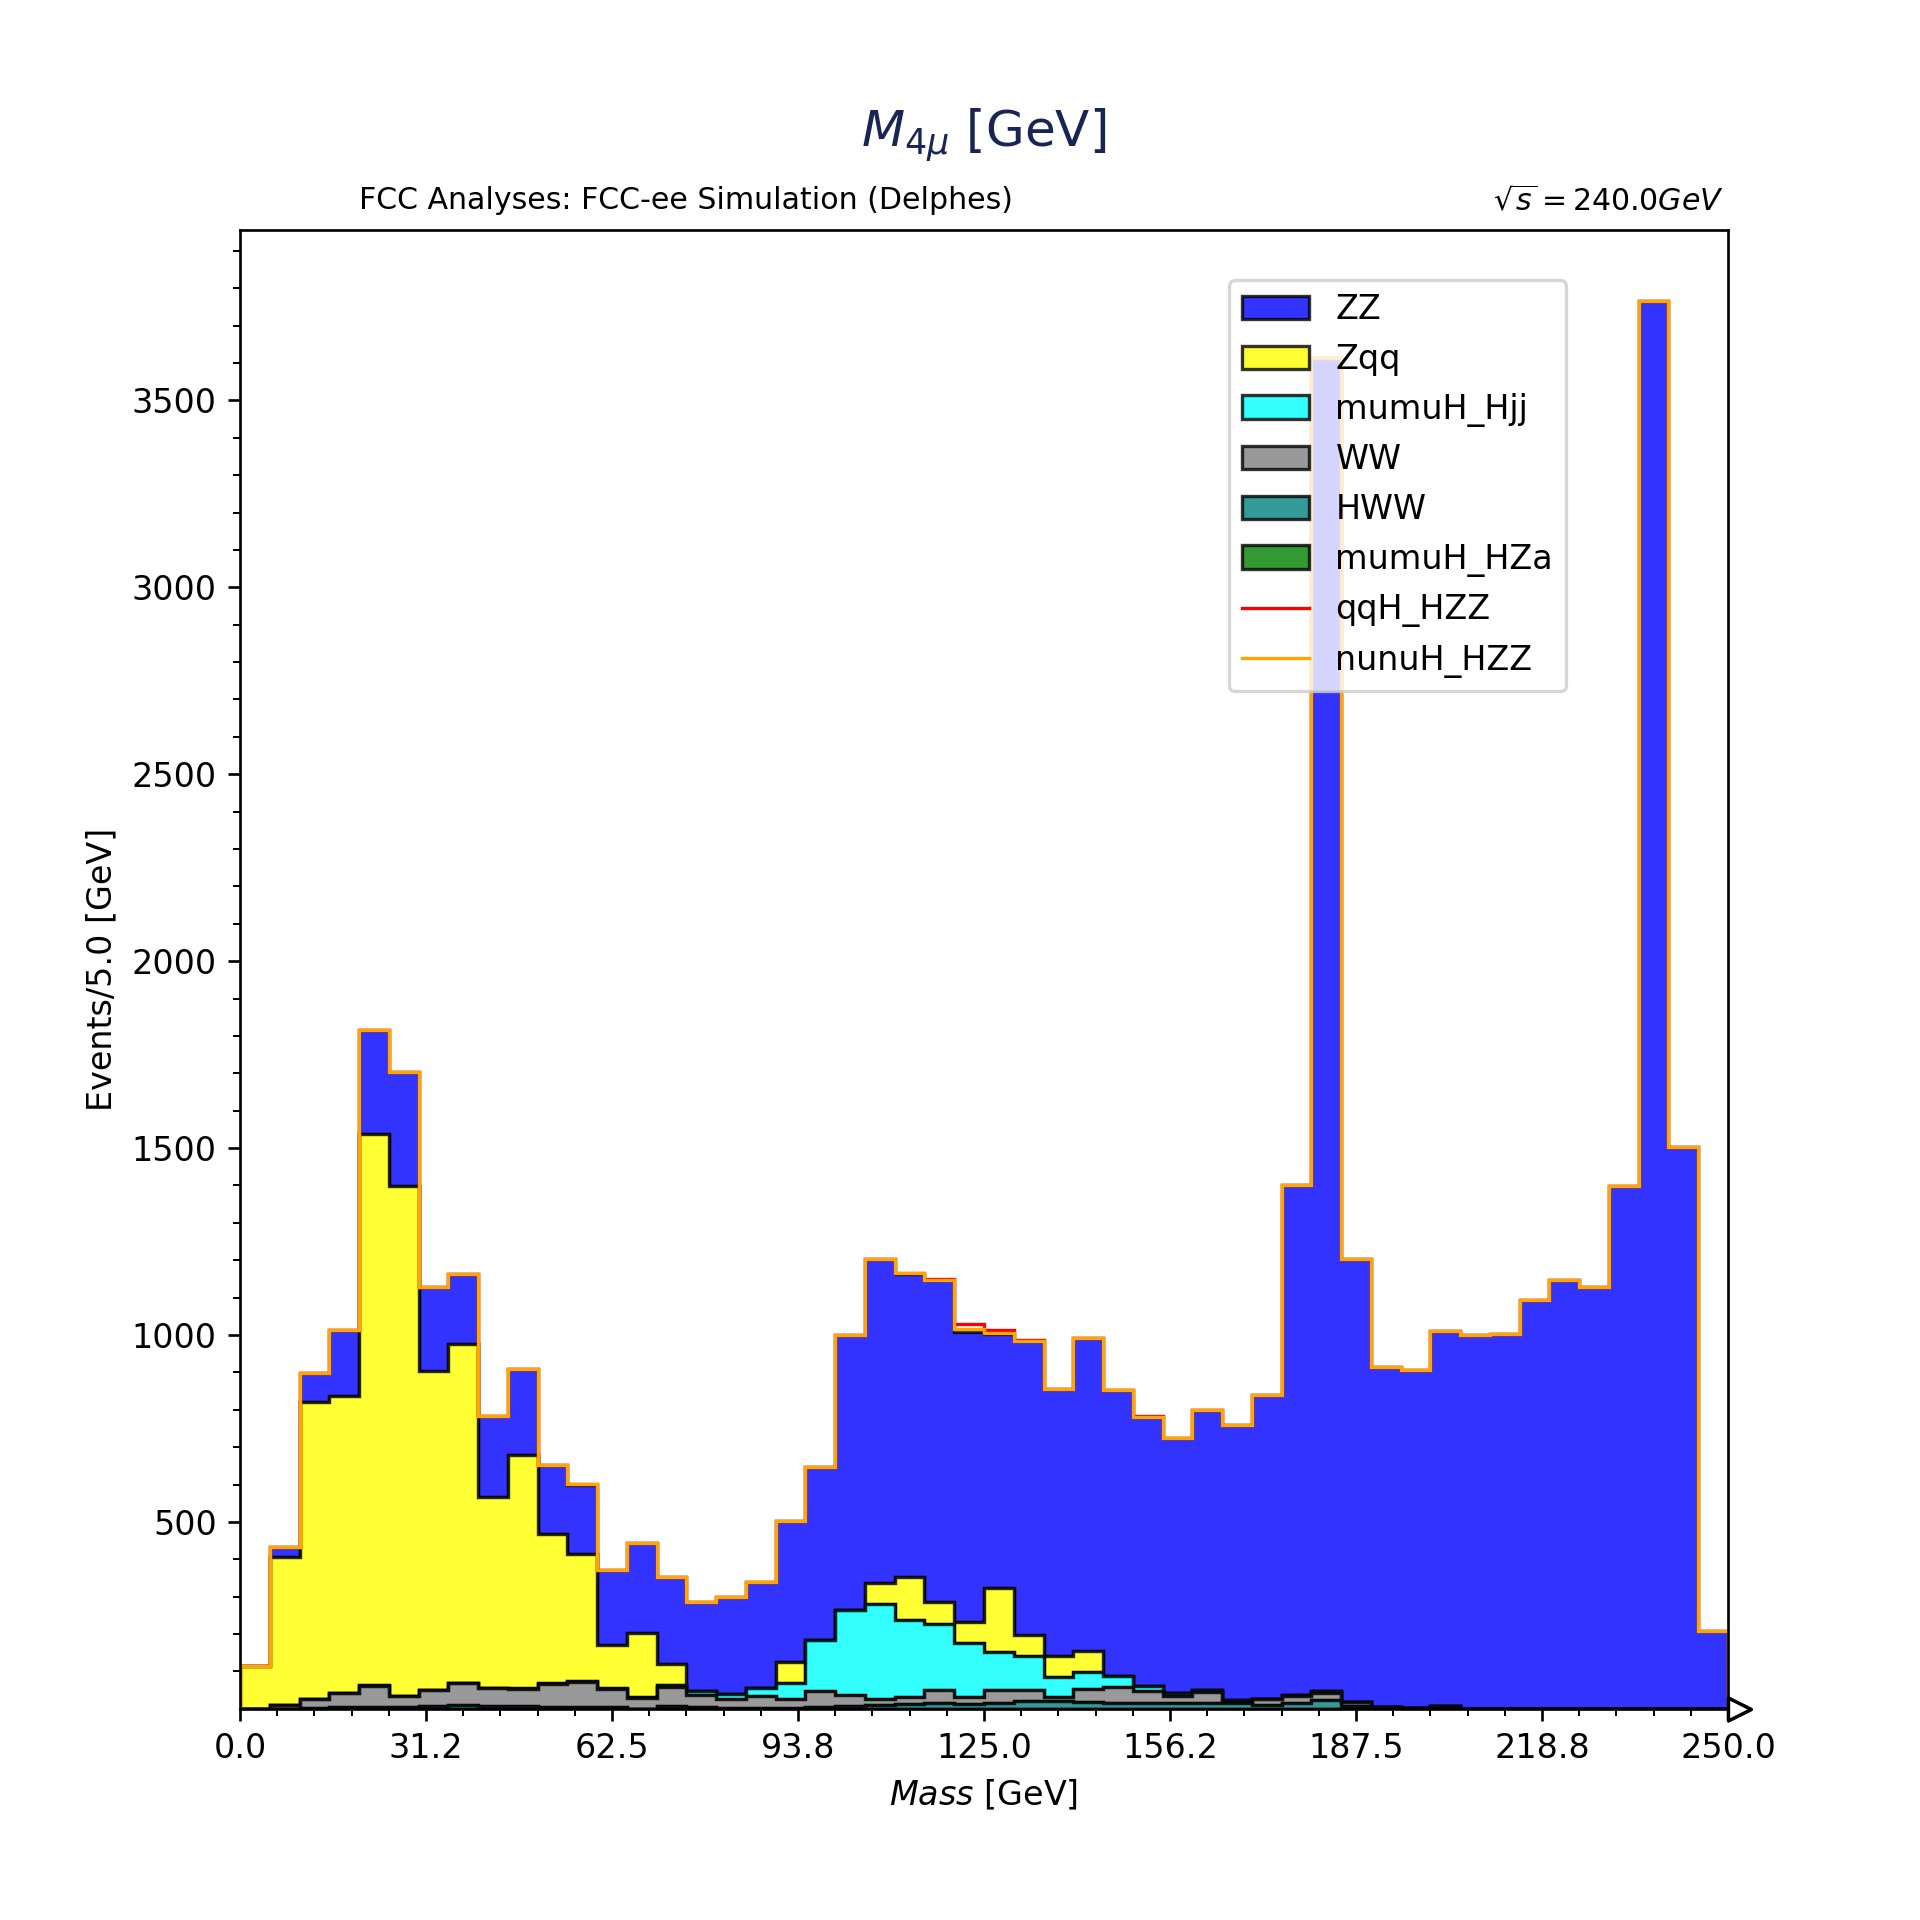 M4μ [GeV]
FCC Analyses: FCC-ee Simulation (Delphes)
√s = 240.0GeV
ZZ
Zqq
mumuH_Hjj
WW
HWW
mumuH_HZa
qqH_HZZ
nunuH_HZZ
3500
3000
2500
2000
1500
1000
500
Events/5.0 [GeV]
0.0 31.2 62.5 93.8 125.0 156.2 187.5 218.8 250.0
Mass [GeV]